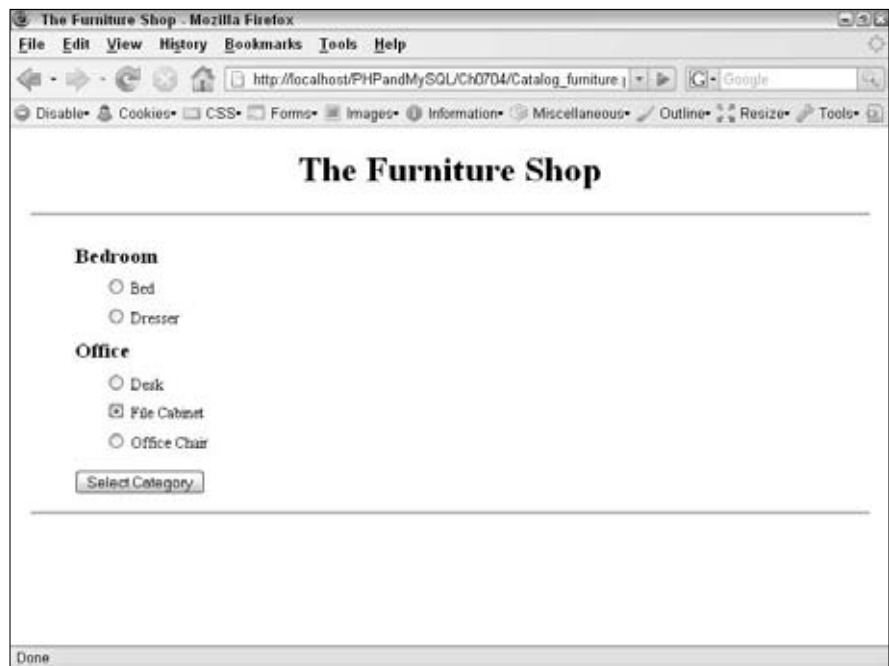 The Furniture Shop - Mozilla Firefox
File Edit View History Bookmarks Tools Help
http://localhost/PHPandMySQL/Ch0704/Catalog_furniture.p
G Google
Disable Cookies CSS Forms Images Information Miscellaneous Outline Resize Tools
The Furniture Shop
Bedroom
Bed
Dresser
Office
Desk
File Cabinet
Office Chair
Select Category
Done